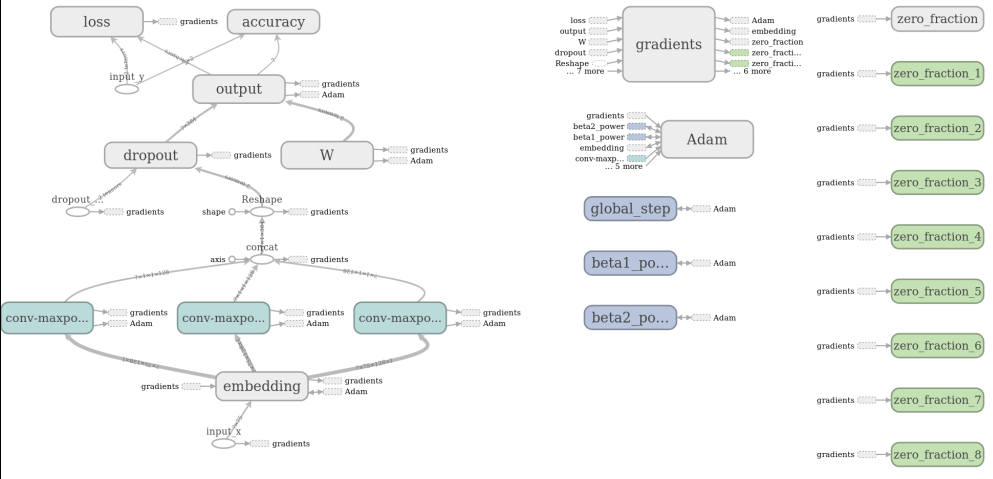 loss
gradients
accuracy
input_y
output
gradients
Adam
dropout
gradients
W
gradients
Adam
dropout_...
gradients
Reshape
shape
gradients
concat
axis
gradients
conv-maxpo...
gradients
Adam
conv-maxpo...
gradients
Adam
conv-maxpo...
gradients
Adam
gradients
embedding
gradients
Adam
input_x
gradients
loss
output
W
dropout
Reshape
... 7 more
gradients
Adam
embedding
zero_fraction
zero_fracti...
zero_fracti...
... 6 more
gradients
beta2_power
beta1_power
embedding
conv-maxp...
... 5 more
Adam
global_step
Adam
beta1_po...
Adam
beta2_po...
Adam
gradients
zero_fraction
gradients
zero_fraction_1
gradients
zero_fraction_2
gradients
zero_fraction_3
gradients
zero_fraction_4
gradients
zero_fraction_5
gradients
zero_fraction_6
gradients
zero_fraction_7
gradients
zero_fraction_8